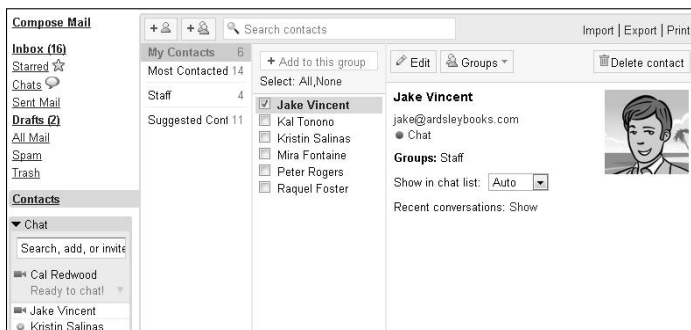 Compose Mail
Inbox (16)
Starred
Chats
Sent Mail
Drafts (2)
All Mail
Spam
Trash
Contacts
Chat
Search, add, or invite
Cal Redwood
Ready to chat!
Jake Vincent
Kristin Salinas
+
+
Search contacts
Import | Export | Print
My Contacts 6
Most Contacted 14
Staff 4
Suggested Cont 11
+ Add to this group
Select: All,None
Jake Vincent
Kal Tonono
Kristin Salinas
Mira Fontaine
Peter Rogers
Raquel Foster
Edit
Groups
Delete contact
Jake Vincent
jake@ardsleybooks.com
Chat
Groups: Staff
Show in chat list: Auto
Recent conversations: Show